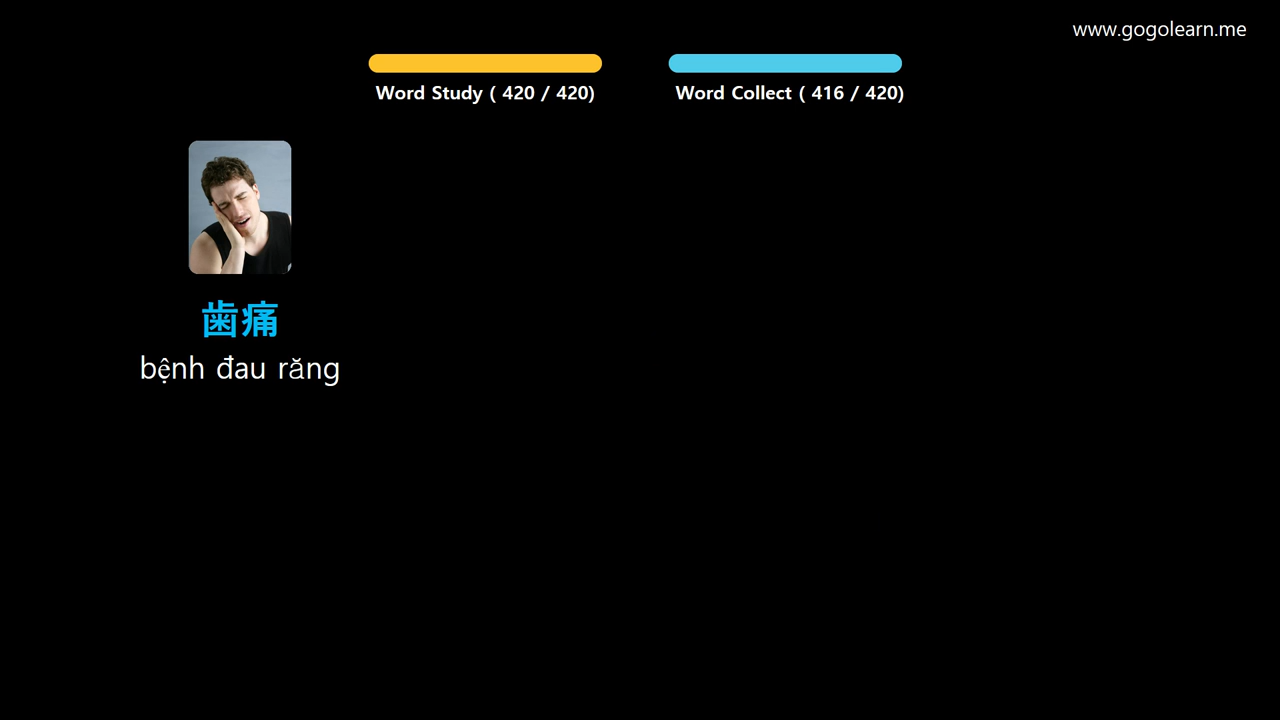 www.gogolearn.me
Word Study ( 420 / 420)
Word Collect ( 416 / 420)
歯痛
bệnh đau răng